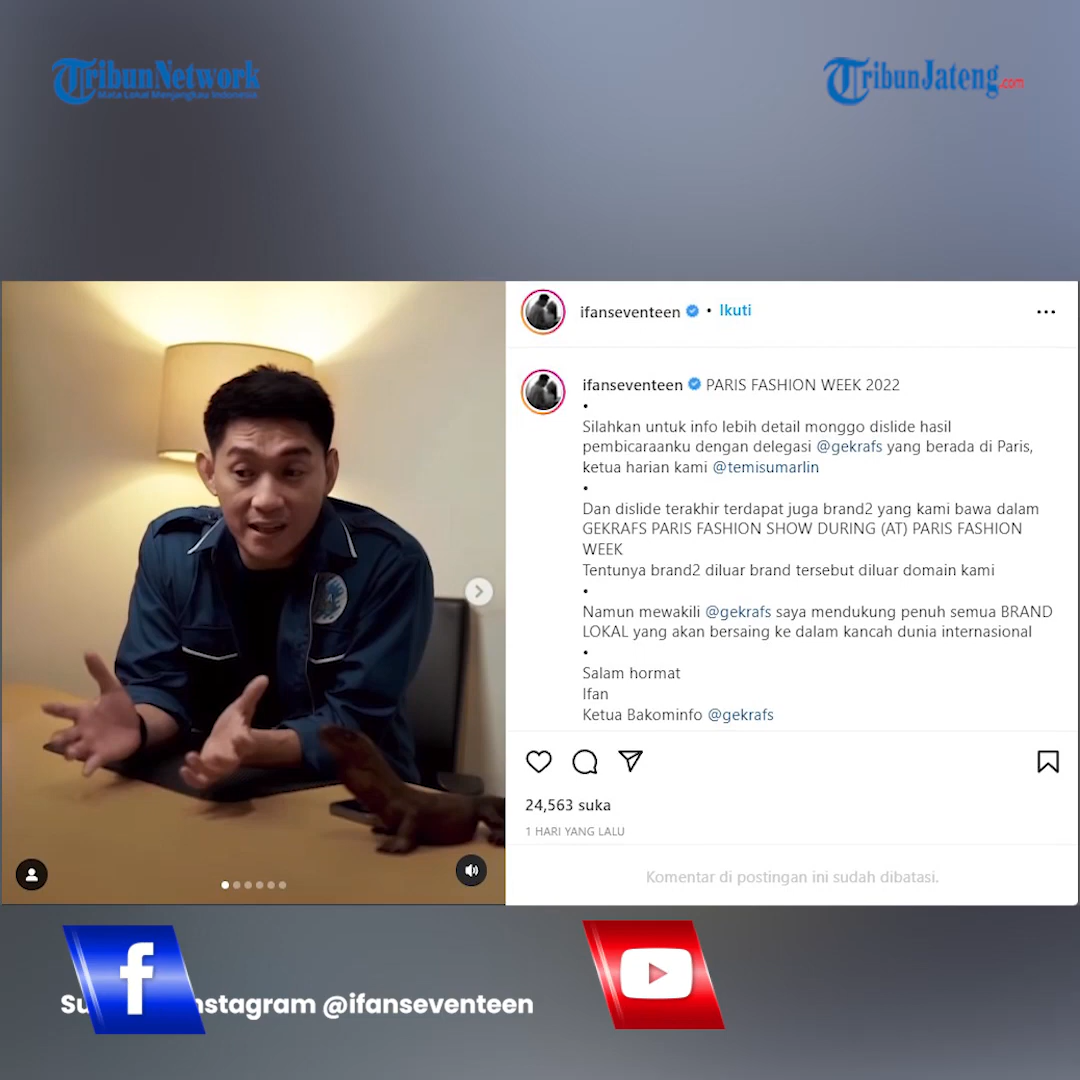 TribunNetwork
Mata Lokal Menjangkau Indonesia
TribunJateng.com
ifanseventeen • Ikuti
ifanseventeen PARIS FASHION WEEK 2022
•
Silahkan untuk info lebih detail monggo dislide hasil
pembicaraanku dengan delegasi @gekrafs yang berada di Paris,
ketua harian kami @temisumarlin
•
Dan dislide terakhir terdapat juga brand2 yang kami bawa dalam
GEKRAFS PARIS FASHION SHOW DURING (AT) PARIS FASHION
WEEK
Tentunya brand2 diluar brand tersebut diluar domain kami
•
Namun mewakili @gekrafs saya mendukung penuh semua BRAND
LOKAL yang akan bersaing ke dalam kancah dunia internasional
•
Salam hormat
Ifan
Ketua Bakominfo @gekrafs
24,563 suka
1 HARI YANG LALU
Komentar di postingan ini sudah dibatasi.
f
nstagram @ifanseventeen